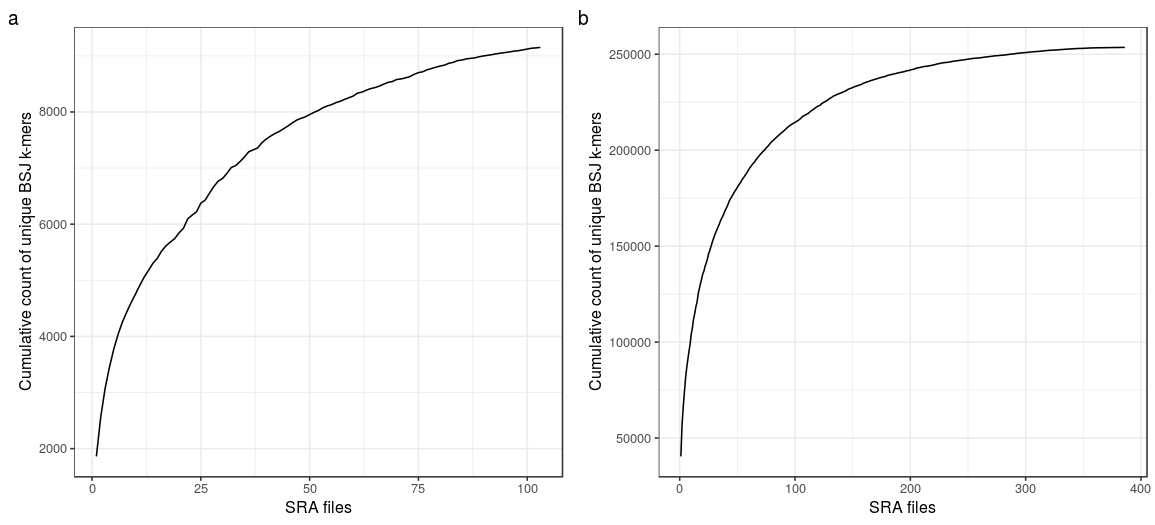 a
Cumulative count of unique BSJ k-mers
8000
6000
4000
2000
0 25 50 75 100
SRA files
b
Cumulative count of unique BSJ k-mers
250000
200000
150000
100000
50000
0 100 200 300 400
SRA files